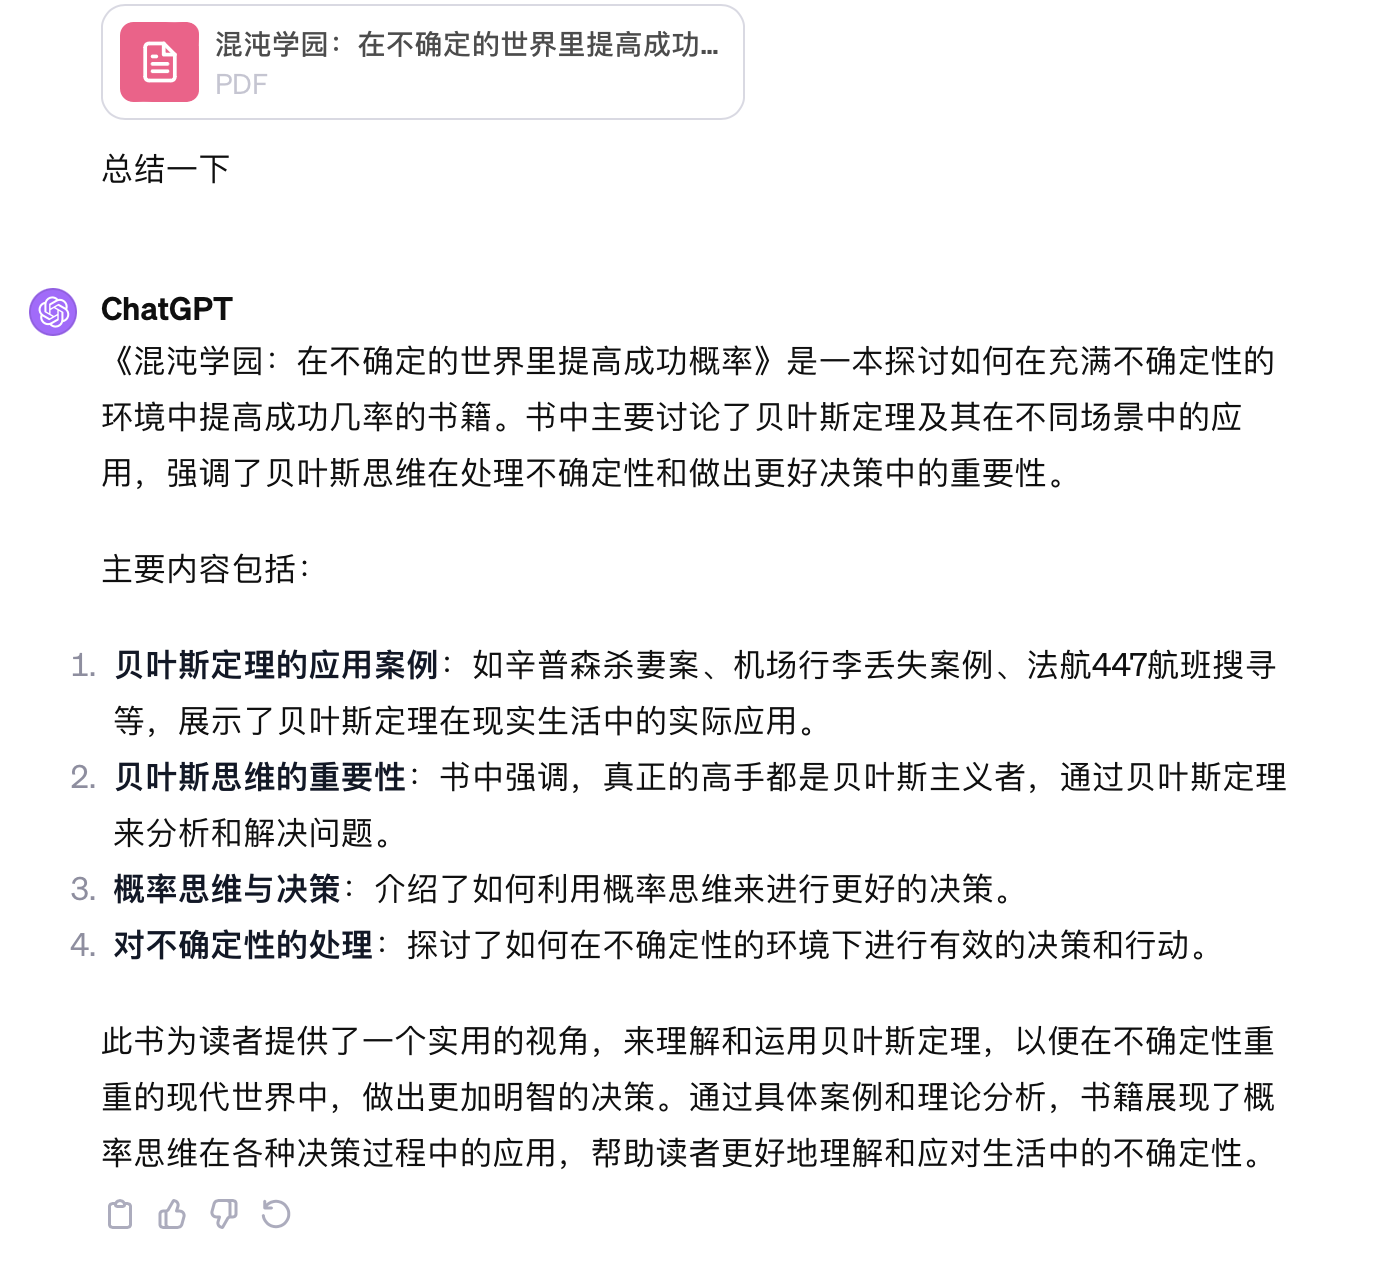 混沌学园：在不确定的世界里提高成功...
PDF
总结一下
ChatGPT
《混沌学园：在不确定的世界里提高成功概率》是一本探讨如何在充满不确定性的
环境中提高成功几率的书籍。书中主要讨论了贝叶斯定理及其在不同场景中的应
用，强调了贝叶斯思维在处理不确定性和做出更好决策中的重要性。
主要内容包括：
1. 贝叶斯定理的应用案例：如辛普森杀妻案、机场行李丢失案例、法航447航班搜寻
等，展示了贝叶斯定理在现实生活中的实际应用。
2. 贝叶斯思维的重要性：书中强调，真正的高手都是贝叶斯主义者，通过贝叶斯定理
来分析和解决问题。
3. 概率思维与决策：介绍了如何利用概率思维来进行更好的决策。
4. 对不确定性的处理：探讨了如何在不确定性的环境下进行有效的决策和行动。
此书为读者提供了一个实用的视角，来理解和运用贝叶斯定理，以便在不确定性重
重的现代世界中，做出更加明智的决策。通过具体案例和理论分析，书籍展现了概
率思维在各种决策过程中的应用，帮助读者更好地理解和应对生活中的不确定性。